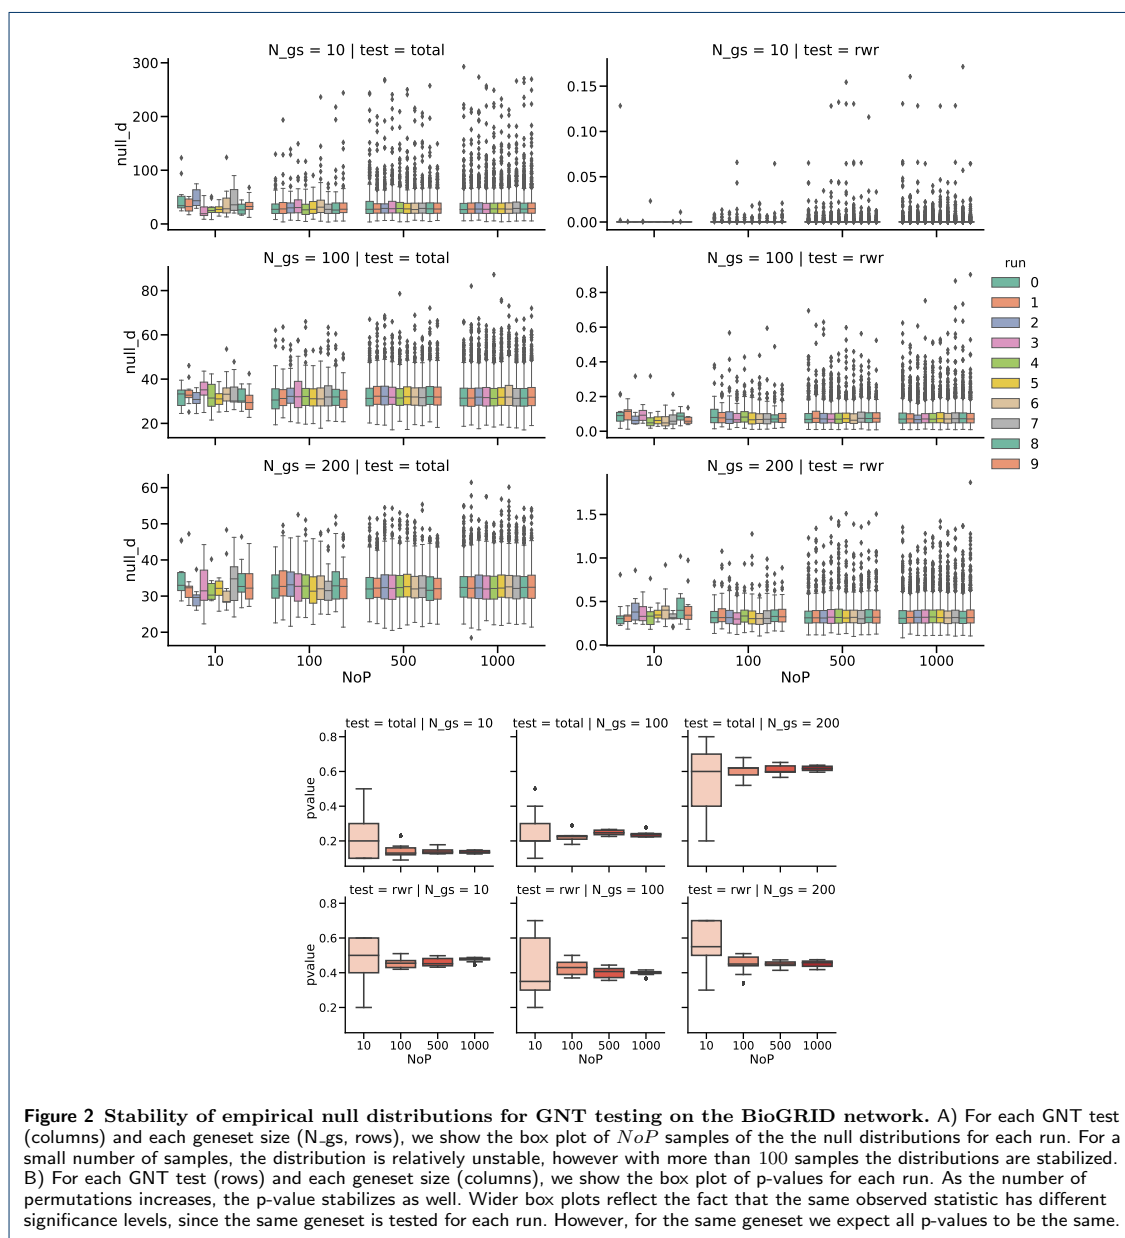 N_gs = 10 | test = total
N_gs = 10 | test = rwr
300
200
100
0
null_d
0.15
0.10
0.05
0.00
N_gs = 100 | test = total
N_gs = 100 | test = rwr
80
60
40
20
null_d
0.8
0.6
0.4
0.2
0.0
run
0
1
2
3
4
5
6
7
8
9
N_gs = 200 | test = total
N_gs = 200 | test = rwr
60
50
40
30
20
null_d
1.5
1.0
0.5
0.0
10 100 500 1000
NoP
10 100 500 1000
NoP
test = total | N_gs = 10
test = total | N_gs = 100
test = total | N_gs = 200
0.8
0.6
0.4
0.2
pvalue
test = rwr | N_gs = 10
test = rwr | N_gs = 100
test = rwr | N_gs = 200
0.8
0.6
0.4
0.2
pvalue
10 100 500 1000
NoP
10 100 500 1000
NoP
10 100 500 1000
NoP
Figure 2 Stability of empirical null distributions for GNT testing on the BioGRID network. A) For each GNT test
(columns) and each geneset size (N_gs, rows), we show the box plot of NoP samples of the the null distributions for each run. For a
small number of samples, the distribution is relatively unstable, however with more than 100 samples the distributions are stabilized.
B) For each GNT test (rows) and each geneset size (columns), we show the box plot of p-values for each run. As the number of
permutations increases, the p-value stabilizes as well. Wider box plots reflect the fact that the same observed statistic has different
significance levels, since the same geneset is tested for each run. However, for the same geneset we expect all p-values to be the same.